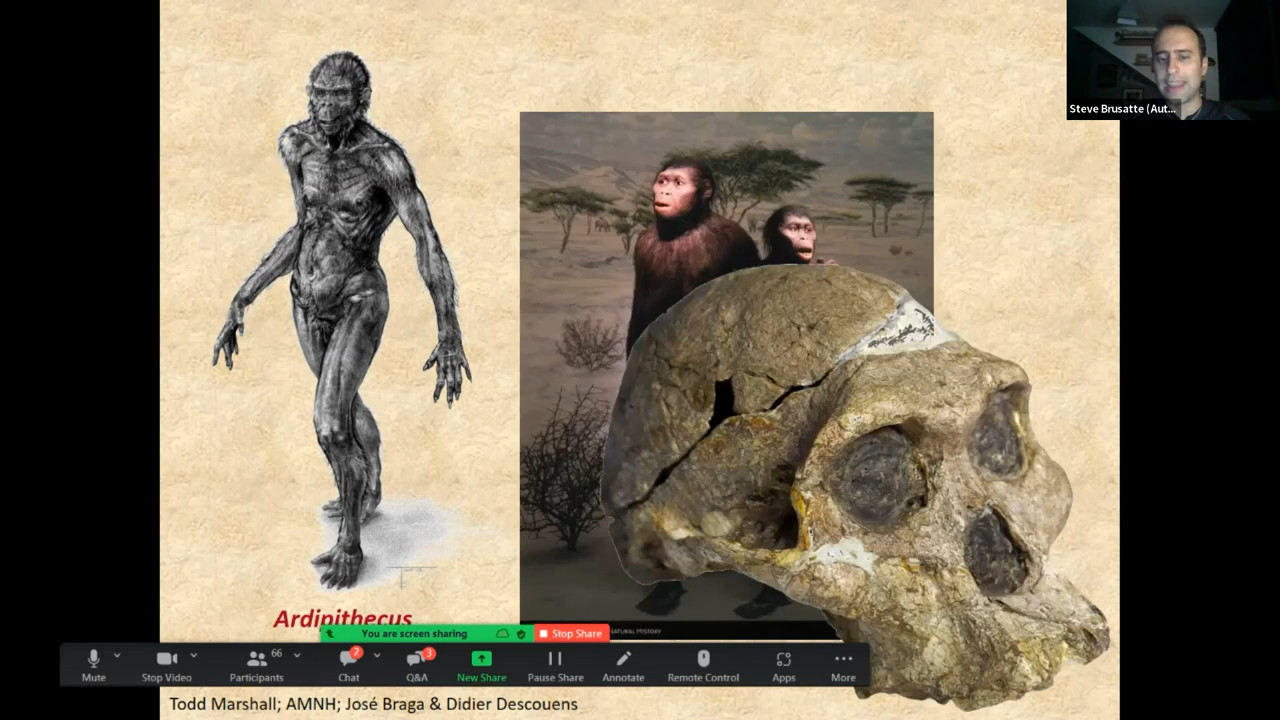 Steve Brusatte (Aut...
Ardipithecus
You are screen sharing
Stop Share
NATURAL HISTORY
66
2
3
Mute
Stop Video
Participants
Chat
Q&A
New Share
Pause Share
Annotate
Remote Control
Apps
More
Todd Marshall; AMNH; José Braga & Didier Descouens